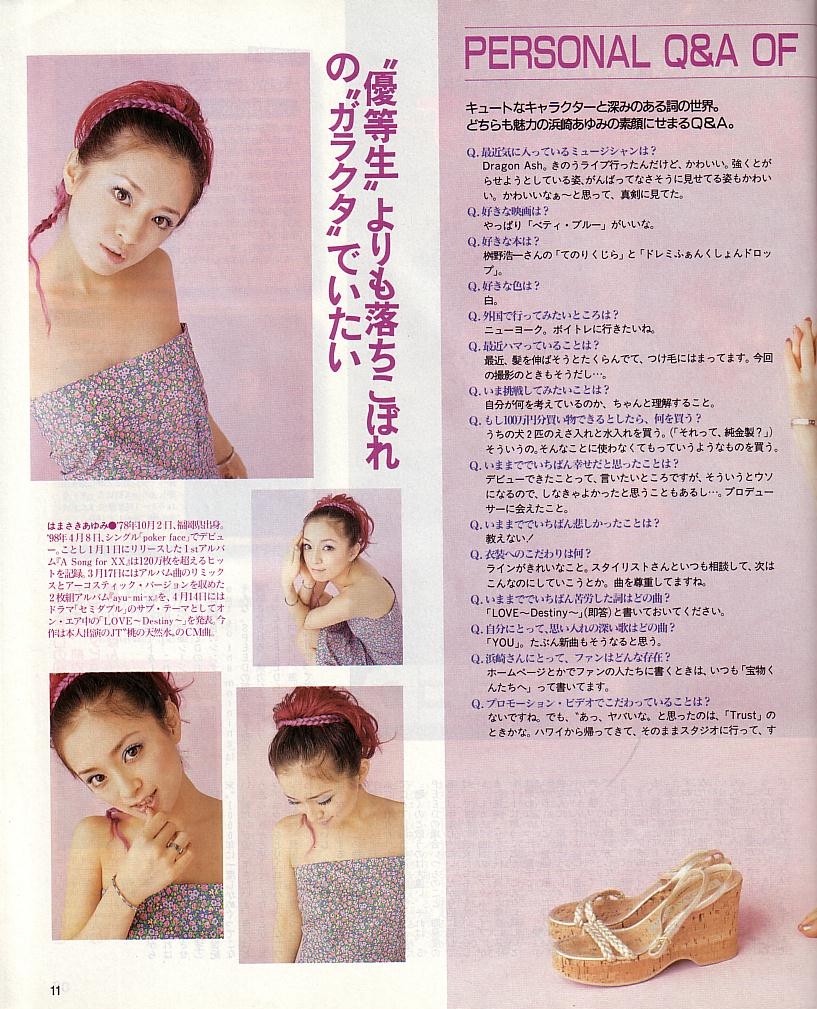 PERSONAL Q&A OF
〝優等生〟よりも落ちこぼれ
の〝ガラクタ〟でいたい
キュートなキャラクターと深みのある詞の世界。
どちらも魅力の浜崎あゆみの素顔にせまるQ&A。
Q. 最近気に入っているミュージシャンは？
Dragon Ash。きのうライブ行ったんだけど、かわいい。強くとが
らせようとしている姿、がんばってなさそうに見せてる姿もかわい
い。かわいいなぁ〜と思って、真剣に見てた。
Q. 好きな映画は？
やっぱり「ベティ・ブルー」がいいな。
Q. 好きな本は？
桝野浩一さんの「てのりくじら」と「ドレミふぁんくしょんドロッ
プ」。
Q. 好きな色は？
白。
Q. 外国で行ってみたいところは？
ニューヨーク。ボイトレに行きたいね。
Q. 最近ハマっていることは？
最近、髪を伸ばそうとたくらんでて、つけ毛にはまってます。今回
の撮影のときもそうだし…。
Q. いま挑戦してみたいことは？
自分が何を考えているのか、ちゃんと理解すること。
Q. もし100万円分買い物できるとしたら、何を買う？
うちの犬2匹のえさ入れと水入れを買う。（「それって、純金製？」）
そういうの。そんなことに使わなくてもっていうようなものを買う。
Q. いままででいちばん幸せだと思ったことは？
デビューできたことって、言いたいところですが、そういうとウソ
になるので、しなきゃよかったと思うこともあるし…。プロデュー
サーに会えたこと。
Q. いままででいちばん悲しかったことは？
教えない！
Q. 衣装へのこだわりは何？
ラインがきれいなこと。スタイリストさんといつも相談して、次は
こんなのにしていこうとか。曲を尊重してますね。
Q. いままででいちばん苦労した詞はどの曲？
「LOVE〜Destiny〜」(即答)と書いておいてください。
Q. 自分にとって、思い入れの深い歌はどの曲？
「YOU」。たぶん新曲もそうなると思う。
Q. 浜崎さんにとって、ファンはどんな存在？
ホームページとかでファンの人たちに書くときは、いつも「宝物く
んたちへ」って書いてます。
Q. プロモーション・ビデオでこだわっていることは？
ないですね。でも、〝あっ、ヤバいな〟と思ったのは、「Trust」の
ときかな。ハワイから帰ってきて、そのままスタジオに行って、す
はまさきあゆみ●'78年10月2日、福岡県出身。
'98年4月8日、シングル「poker face」でデビュ
ー。ことし1月1日にリリースした1stアルバ
ム『A Song for XX』は120万枚を超えるヒッ
トを記録。3月17日にはアルバム曲のリミック
スとアーコスティック・バージョンを収めた
2枚組アルバム『ayu-mi-x』を、4月14日には
ドラマ「セミダブル」のサブ・テーマとしてオ
ン・エア中の「LOVE〜Destiny〜」を発表。今
作は本人出演のJT〝桃の天然水〟のCM曲。
11